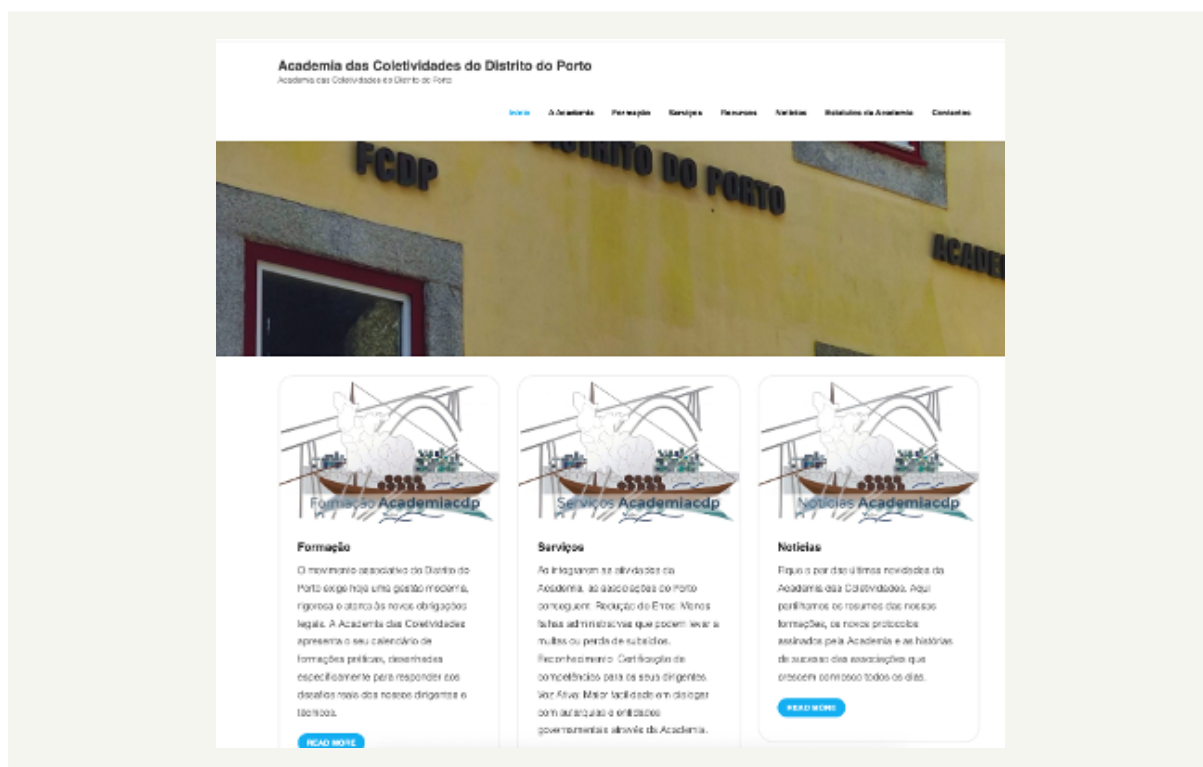 Academia das Coletividades do Distrito do Porto
Academia das Coletividades do Distrito do Porto
Início A Academia Formação Serviços Recursos Notícias Estatutos da Academia Contactos
FCDP
DISTRITO DO PORTO
ACADE
Formação Academiacdp
Serviços Academiacdp
Notícias Academiacdp
Formação
O movimento associativo do Distrito do
Porto exige hoje uma gestão moderna,
rigorosa e atenta às novas obrigações
legais. A Academia das Coletividades
apresenta o seu calendário de
formações práticas, desenhadas
especificamente para responder aos
desafios reais dos nossos dirigentes e
técnicos.
READ MORE
Serviços
Ao integrarem as atividades da
Academia, as associações do Porto
conseguem: Redução de Erros: Menos
falhas administrativas que podem levar a
multas ou perda de subsídios.
Reconhecimento: Certificação de
competências para os seus dirigentes.
Voz Ativa: Maior facilidade em dialogar
com autarquias e entidades
governamentais através da Academia.
Notícias
Fique a par das últimas novidades da
Academia das Coletividades. Aqui
partilhamos os resumos das nossas
formações, os novos protocolos
assinados pela Academia e as histórias
de sucesso das associações que
crescem connosco todos os dias.
READ MORE